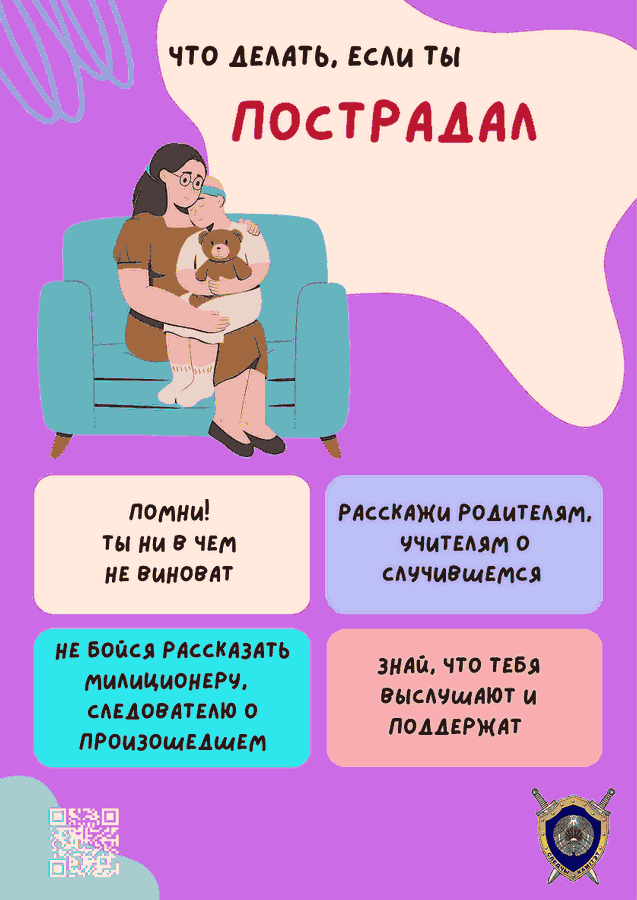 ЧТО ДЕЛАТЬ, ЕСЛИ ТЫ
ПОСТРАДАЛ
ПОМНИ!
ТЫ НИ В ЧЕМ
НЕ ВИНОВАТ
РАССКАЖИ РОДИТЕЛЯМ,
УЧИТЕЛЯМ О
СЛУЧИВШЕМСЯ
НЕ БОЙСЯ РАССКАЗАТЬ
МИЛИЦИОНЕРУ,
СЛЕДОВАТЕЛЮ О
ПРОИЗОШЕДШЕМ
ЗНАЙ, ЧТО ТЕБЯ
ВЫСЛУШАЮТ И
ПОДДЕРЖАТ